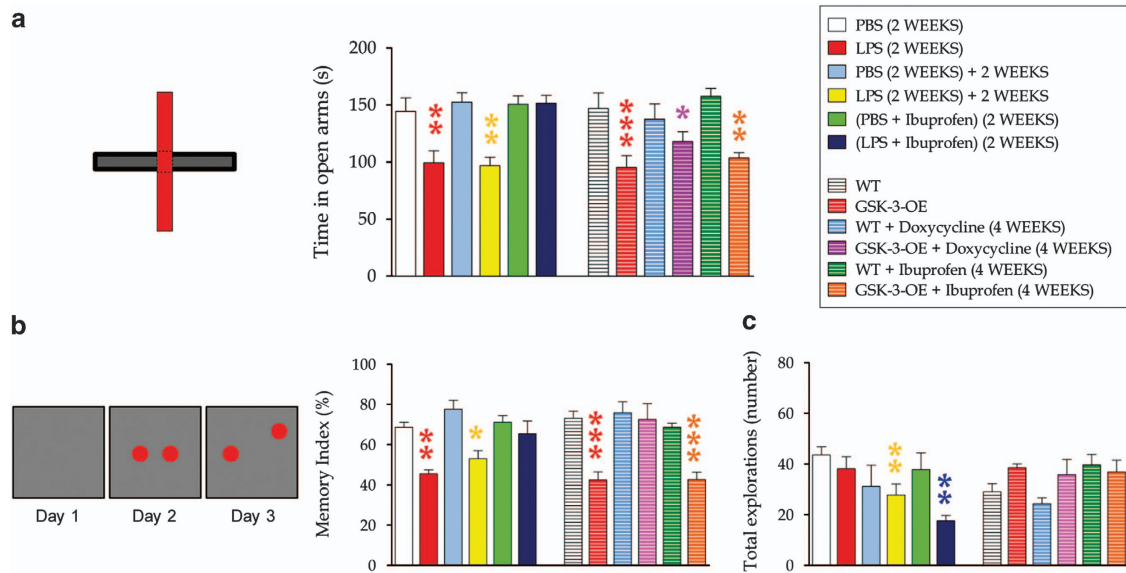 a
Time in open arms (s)
200
150
100
50
0
**
**
***
*
**
PBS (2 WEEKS)
LPS (2 WEEKS)
PBS (2 WEEKS) + 2 WEEKS
LPS (2 WEEKS) + 2 WEEKS
(PBS + Ibuprofen) (2 WEEKS)
(LPS + Ibuprofen) (2 WEEKS)
WT
GSK-3-OE
WT + Doxycycline (4 WEEKS)
GSK-3-OE + Doxycycline (4 WEEKS)
WT + Ibuprofen (4 WEEKS)
GSK-3-OE + Ibuprofen (4 WEEKS)
b
Day 1
Day 2
Day 3
Memory Index (%)
100
80
60
40
20
0
**
*
***
***
c
Total explorations (number)
80
60
40
20
0
**
**